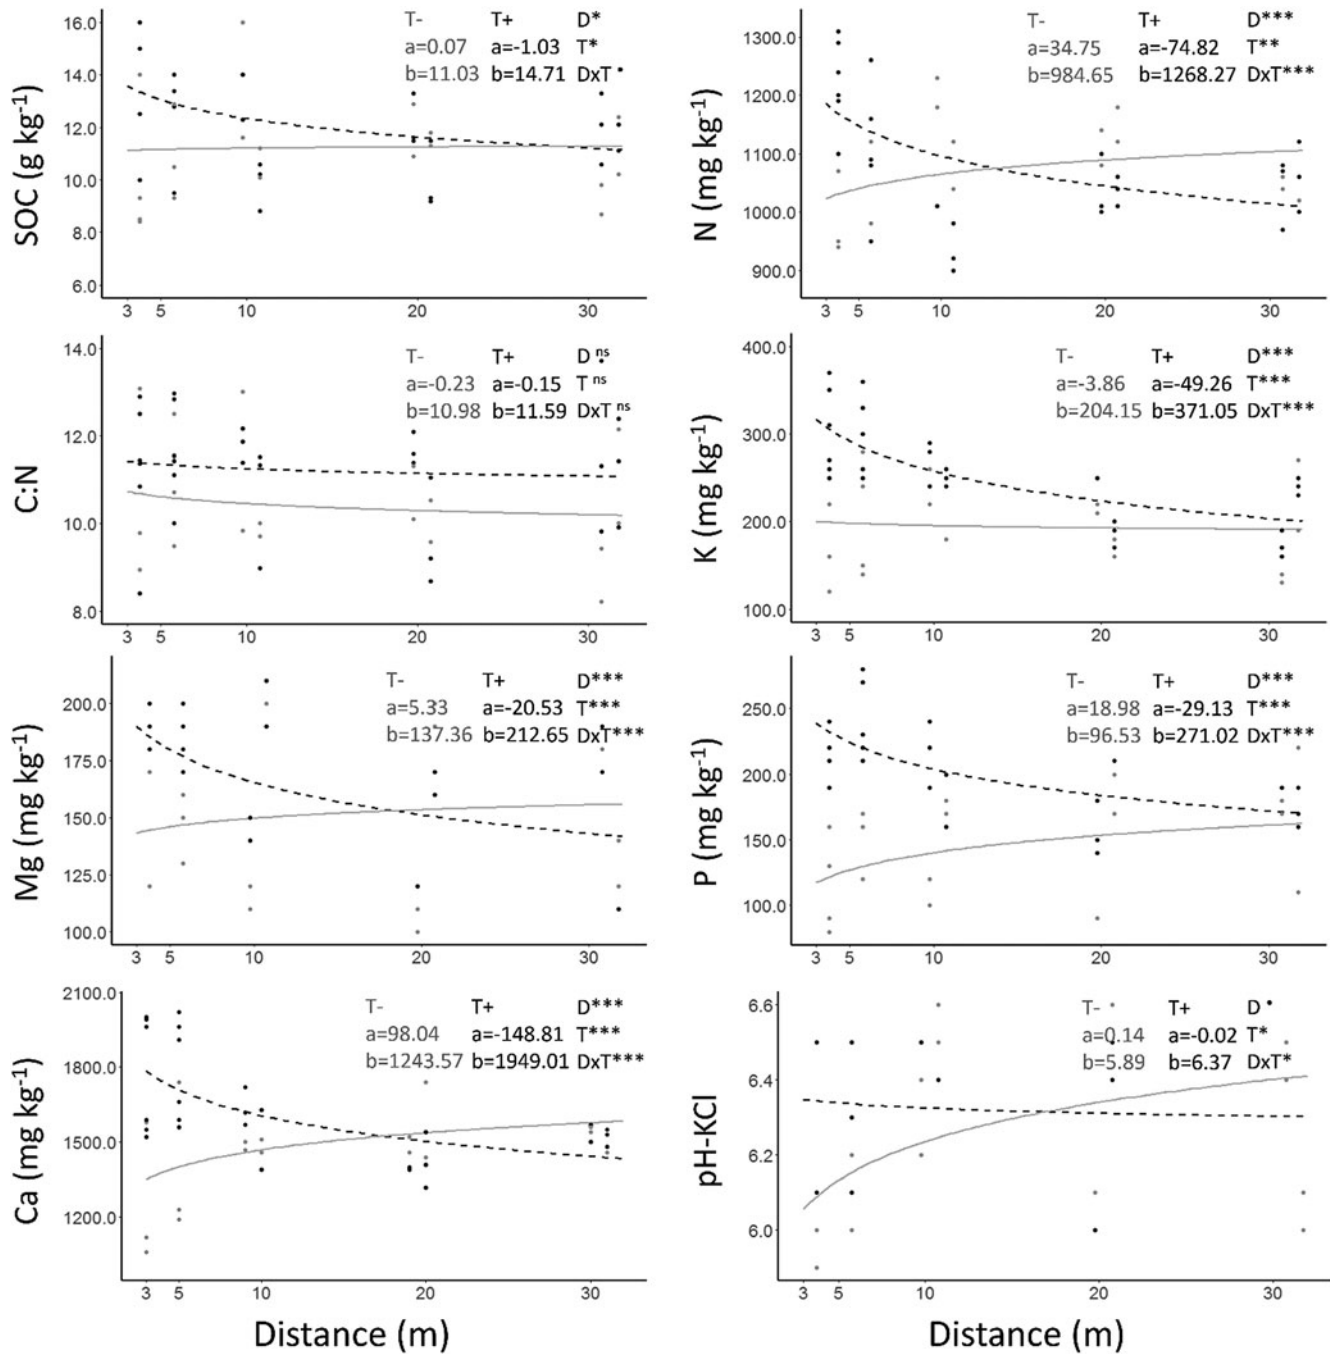 T- T+ D*
a=0.07 a=-1.03 T*
b=11.03 b=14.71 DxT
SOC (g kg-1)
16.0
14.0
12.0
10.0
8.0
6.0
3 5 10 20 30
T- T+ D***
a=34.75 a=-74.82 T**
b=984.65 b=1268.27 DxT***
N (mg kg-1)
1300.0
1200.0
1100.0
1000.0
900.0
3 5 10 20 30
T- T+ D ns
a=-0.23 a=-0.15 T ns
b=10.98 b=11.59 DxT ns
C:N
14.0
12.0
10.0
8.0
3 5 10 20 30
T- T+ D***
a=-3.86 a=-49.26 T***
b=204.15 b=371.05 DxT***
K (mg kg-1)
400.0
300.0
200.0
100.0
3 5 10 20 30
T- T+ D***
a=5.33 a=-20.53 T***
b=137.36 b=212.65 DxT***
Mg (mg kg-1)
200.0
175.0
150.0
125.0
100.0
3 5 10 20 30
T- T+ D***
a=18.98 a=-29.13 T***
b=96.53 b=271.02 DxT***
P (mg kg-1)
250.0
200.0
150.0
100.0
3 5 10 20 30
T- T+ D***
a=98.04 a=-148.81 T***
b=1243.57 b=1949.01 DxT***
Ca (mg kg-1)
2100.0
1800.0
1500.0
1200.0
3 5 10 20 30
Distance (m)
T- T+ D
a=0.14 a=-0.02 T*
b=5.89 b=6.37 DxT*
pH-KCl
6.6
6.4
6.2
6.0
3 5 10 20 30
Distance (m)